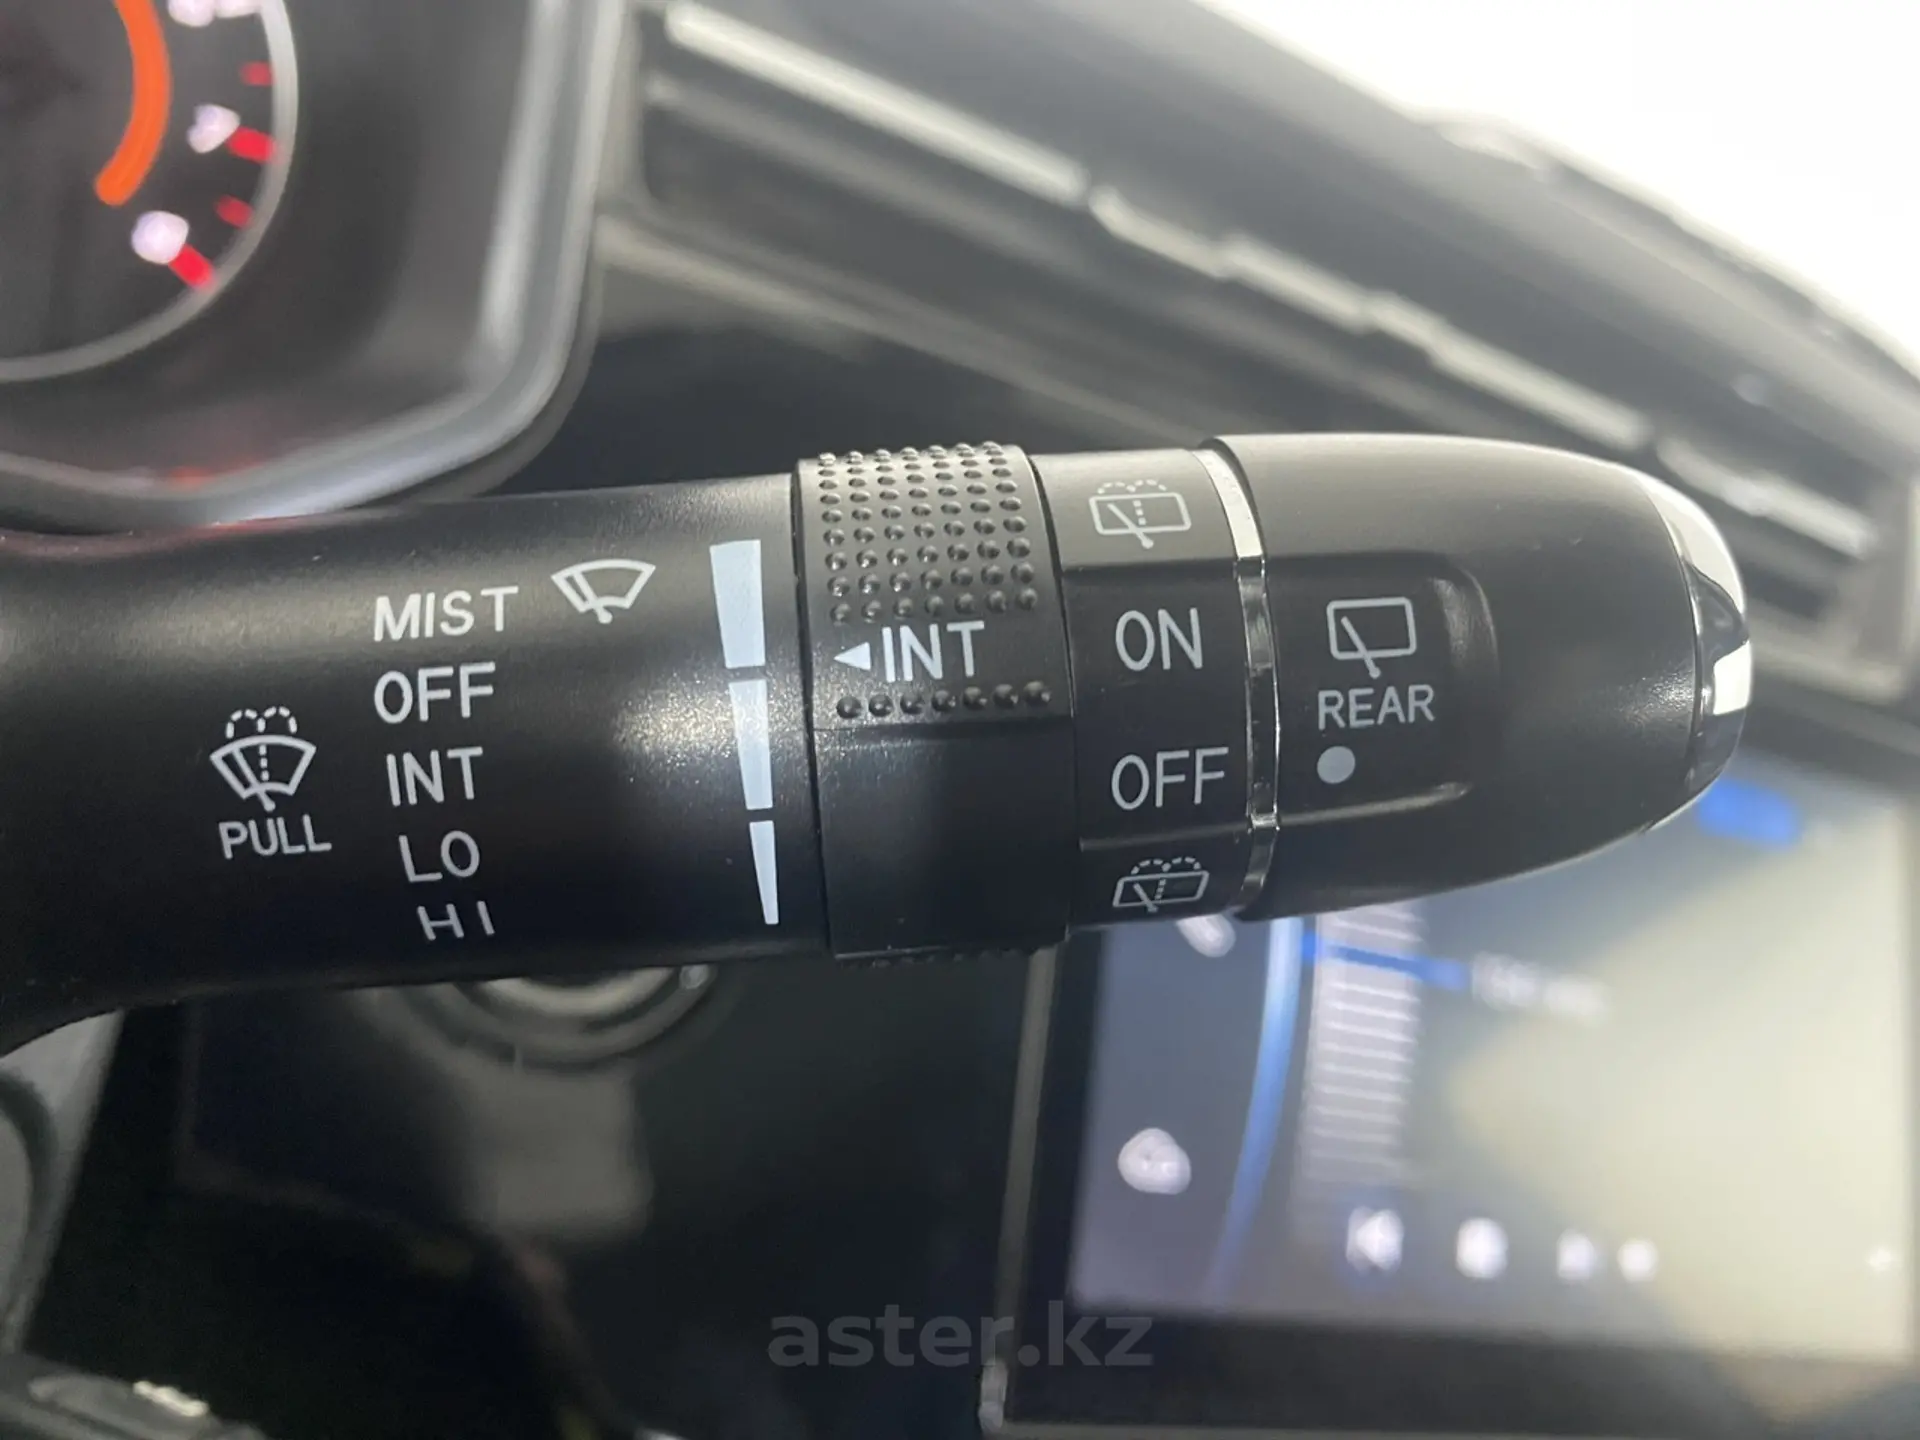 MIST
OFF
INT
LO
HI
PULL
INT
ON
OFF
REAR
aster.kz